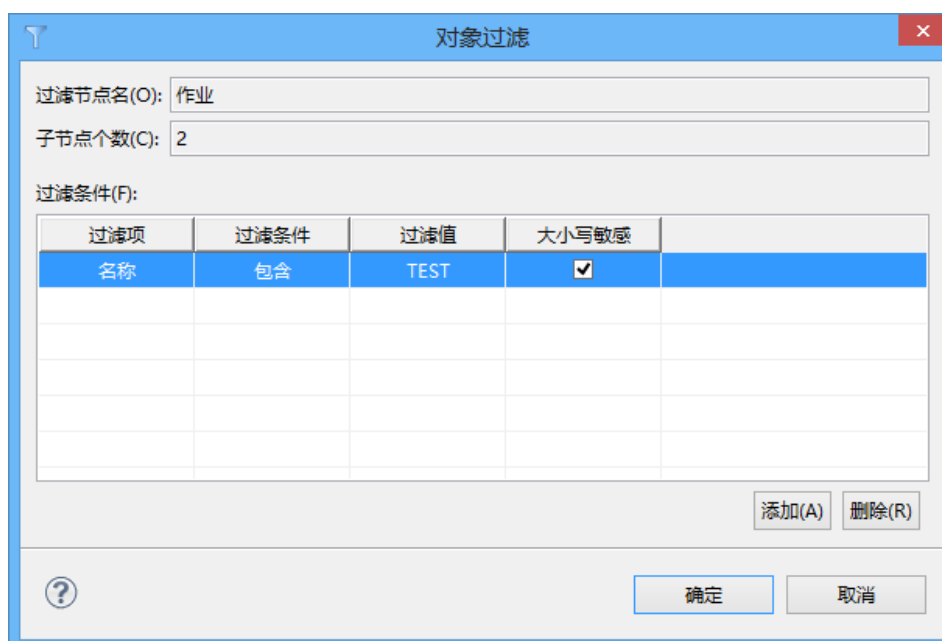 对象过滤
过滤节点名(O): 作业
子节点个数(C): 2
过滤条件(F):
过滤项 过滤条件 过滤值 大小写敏感
名称 包含 TEST
添加(A) 删除(R)
确定 取消